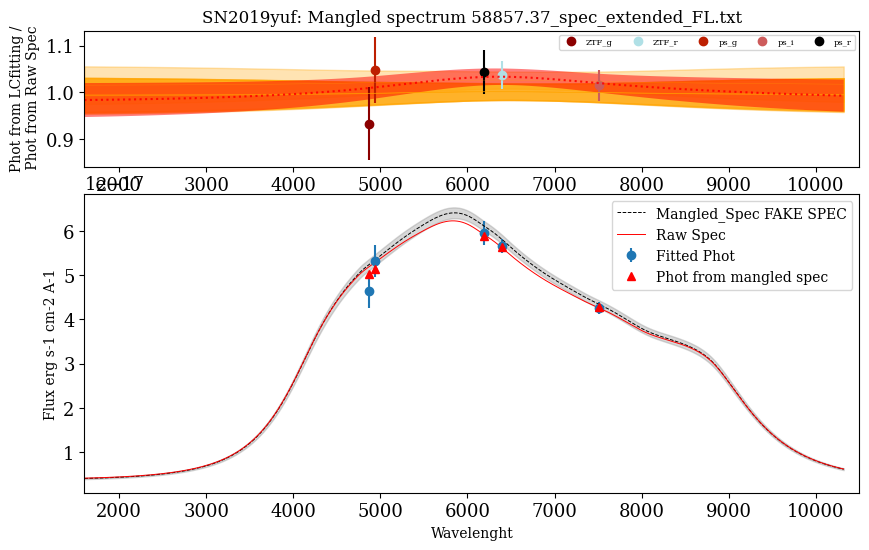 SN2019yuf: Mangled spectrum 58857.37_spec_extended_FL.txt
Phot from LCfitting /
Phot from Raw Spec
1.1
1.0
0.9
ZTF_g ZTF_r ps_g ps_i ps_r
2000 3000 4000 5000 6000 7000 8000 9000 10000
Flux erg s-1 cm-2 A-1
6
5
4
3
2
1
Mangled_Spec FAKE SPEC
Raw Spec
Fitted Phot
Phot from mangled spec
2000 3000 4000 5000 6000 7000 8000 9000 10000
Wavelenght